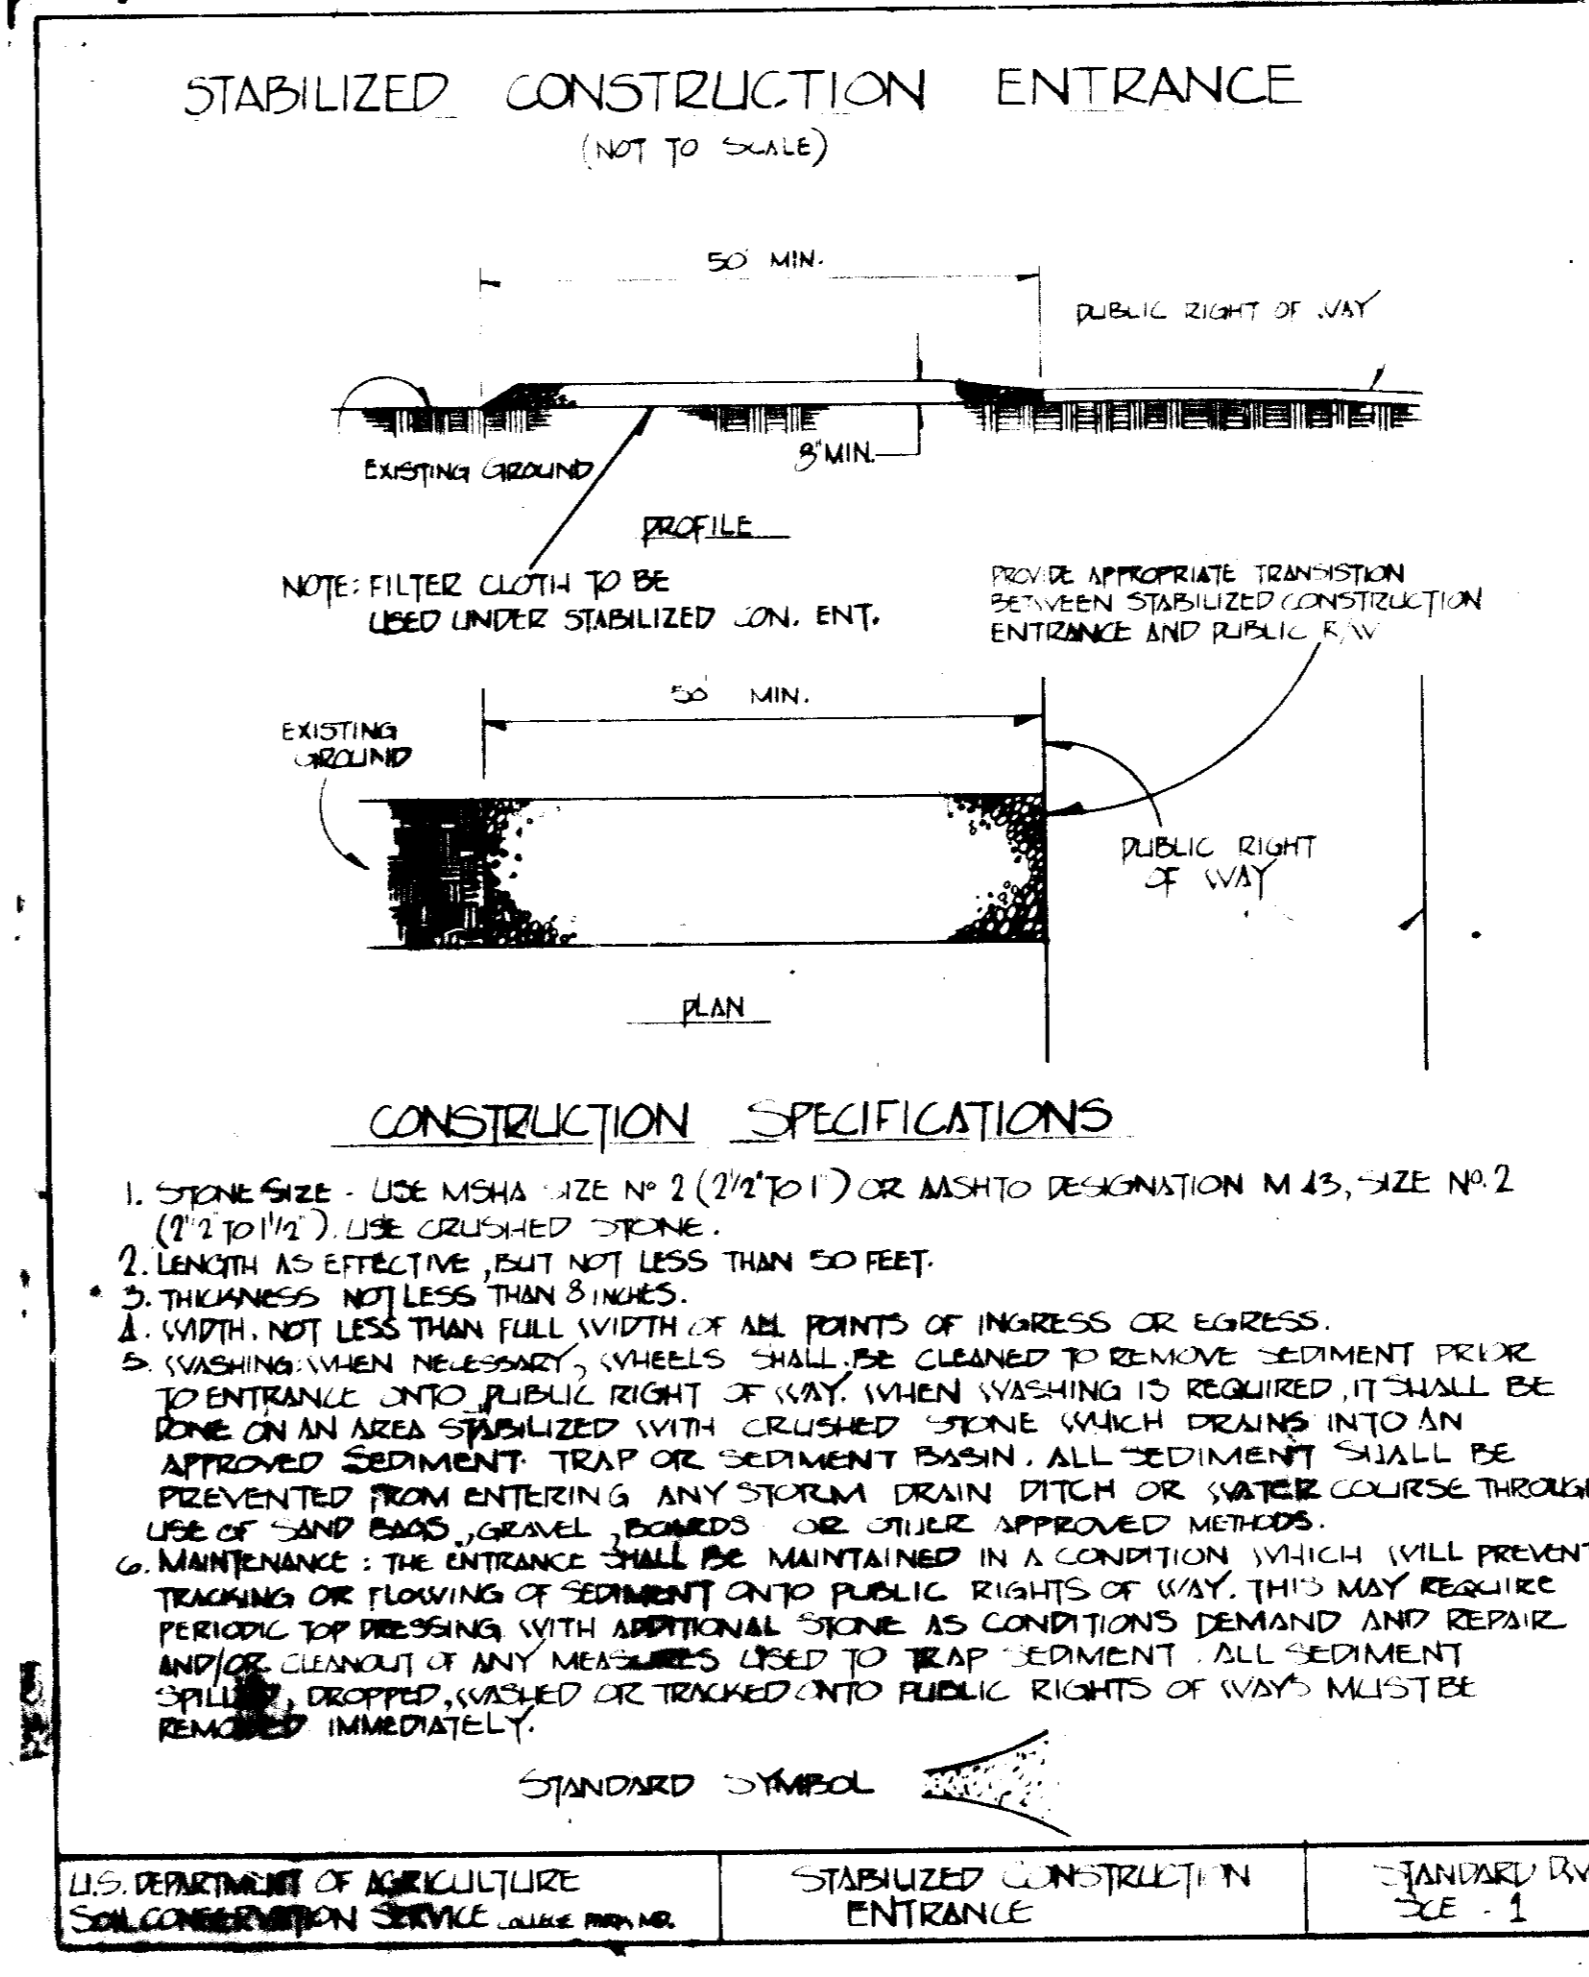 STABILIZED CONSTRUCTION ENTRANCE
(NOT TO SCALE)
50' MIN.
PUBLIC RIGHT OF WAY
EXISTING GROUND
8" MIN.
PROFILE
NOTE: FILTER CLOTH TO BE
USED UNDER STABILIZED CON. ENT.
PROVIDE APPROPRIATE TRANSISTION
BETWEEN STABILIZED CONSTRUCTION
ENTRANCE AND PUBLIC R/W
50' MIN.
EXISTING
GROUND
PUBLIC RIGHT
OF WAY
PLAN
CONSTRUCTION SPECIFICATIONS
1. STONE SIZE - USE MSHA SIZE Nº 2 (2½" TO 1") OR AASHTO DESIGNATION M 43, SIZE Nº. 2
(2½" TO 1½"). USE CRUSHED STONE.
2. LENGTH AS EFFECTIVE, BUT NOT LESS THAN 50 FEET.
3. THICKNESS NOT LESS THAN 8 INCHES.
4. WIDTH. NOT LESS THAN FULL WIDTH OF ALL POINTS OF INGRESS OR EGRESS.
5. WASHING: WHEN NECESSARY, WHEELS SHALL BE CLEANED TO REMOVE SEDIMENT PRIOR
TO ENTRANCE ONTO PUBLIC RIGHT OF WAY. WHEN WASHING IS REQUIRED, IT SHALL BE
DONE ON AN AREA STABILIZED WITH CRUSHED STONE WHICH DRAINS INTO AN
APPROVED SEDIMENT TRAP OR SEDIMENT BASIN. ALL SEDIMENT SHALL BE
PREVENTED FROM ENTERING ANY STORM DRAIN DITCH OR WATER COURSE THROUGH
USE OF SAND BAGS, GRAVEL, BOARDS OR OTHER APPROVED METHODS.
6. MAINTENANCE: THE ENTRANCE SHALL BE MAINTAINED IN A CONDITION WHICH WILL PREVENT
TRACKING OR FLOWING OF SEDIMENT ONTO PUBLIC RIGHTS OF WAY. THIS MAY REQUIRE
PERIODIC TOP DRESSING WITH ADDITIONAL STONE AS CONDITIONS DEMAND AND REPAIR
AND/OR CLEANOUT OF ANY MEASURES USED TO TRAP SEDIMENT. ALL SEDIMENT
SPILLED, DROPPED, WASHED OR TRACKED ONTO PUBLIC RIGHTS OF WAYS MUST BE
REMOVED IMMEDIATELY.
STANDARD SYMBOL
U.S. DEPARTMENT OF AGRICULTURE
SOIL CONSERVATION SERVICE COLLEGE PARK, MD.
STABILIZED CONSTRUCTION
ENTRANCE
STANDARD
SCE - 1